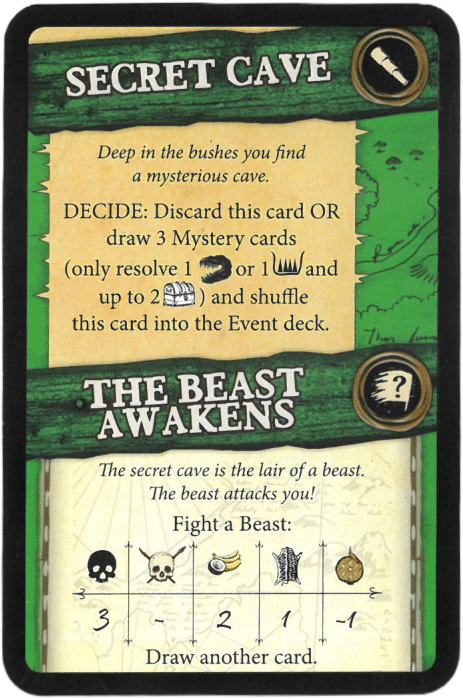 SECRET CAVE
Deep in the bushes you find
a mysterious cave.
DECIDE: Discard this card OR
draw 3 Mystery cards
(only resolve 1 or 1 and
up to 2 ) and shuffle
this card into the Event deck.
THE BEAST
AWAKENS
?
The secret cave is the lair of a beast.
The beast attacks you!
Fight a Beast:
3 - 2 1 -1
Draw another card.